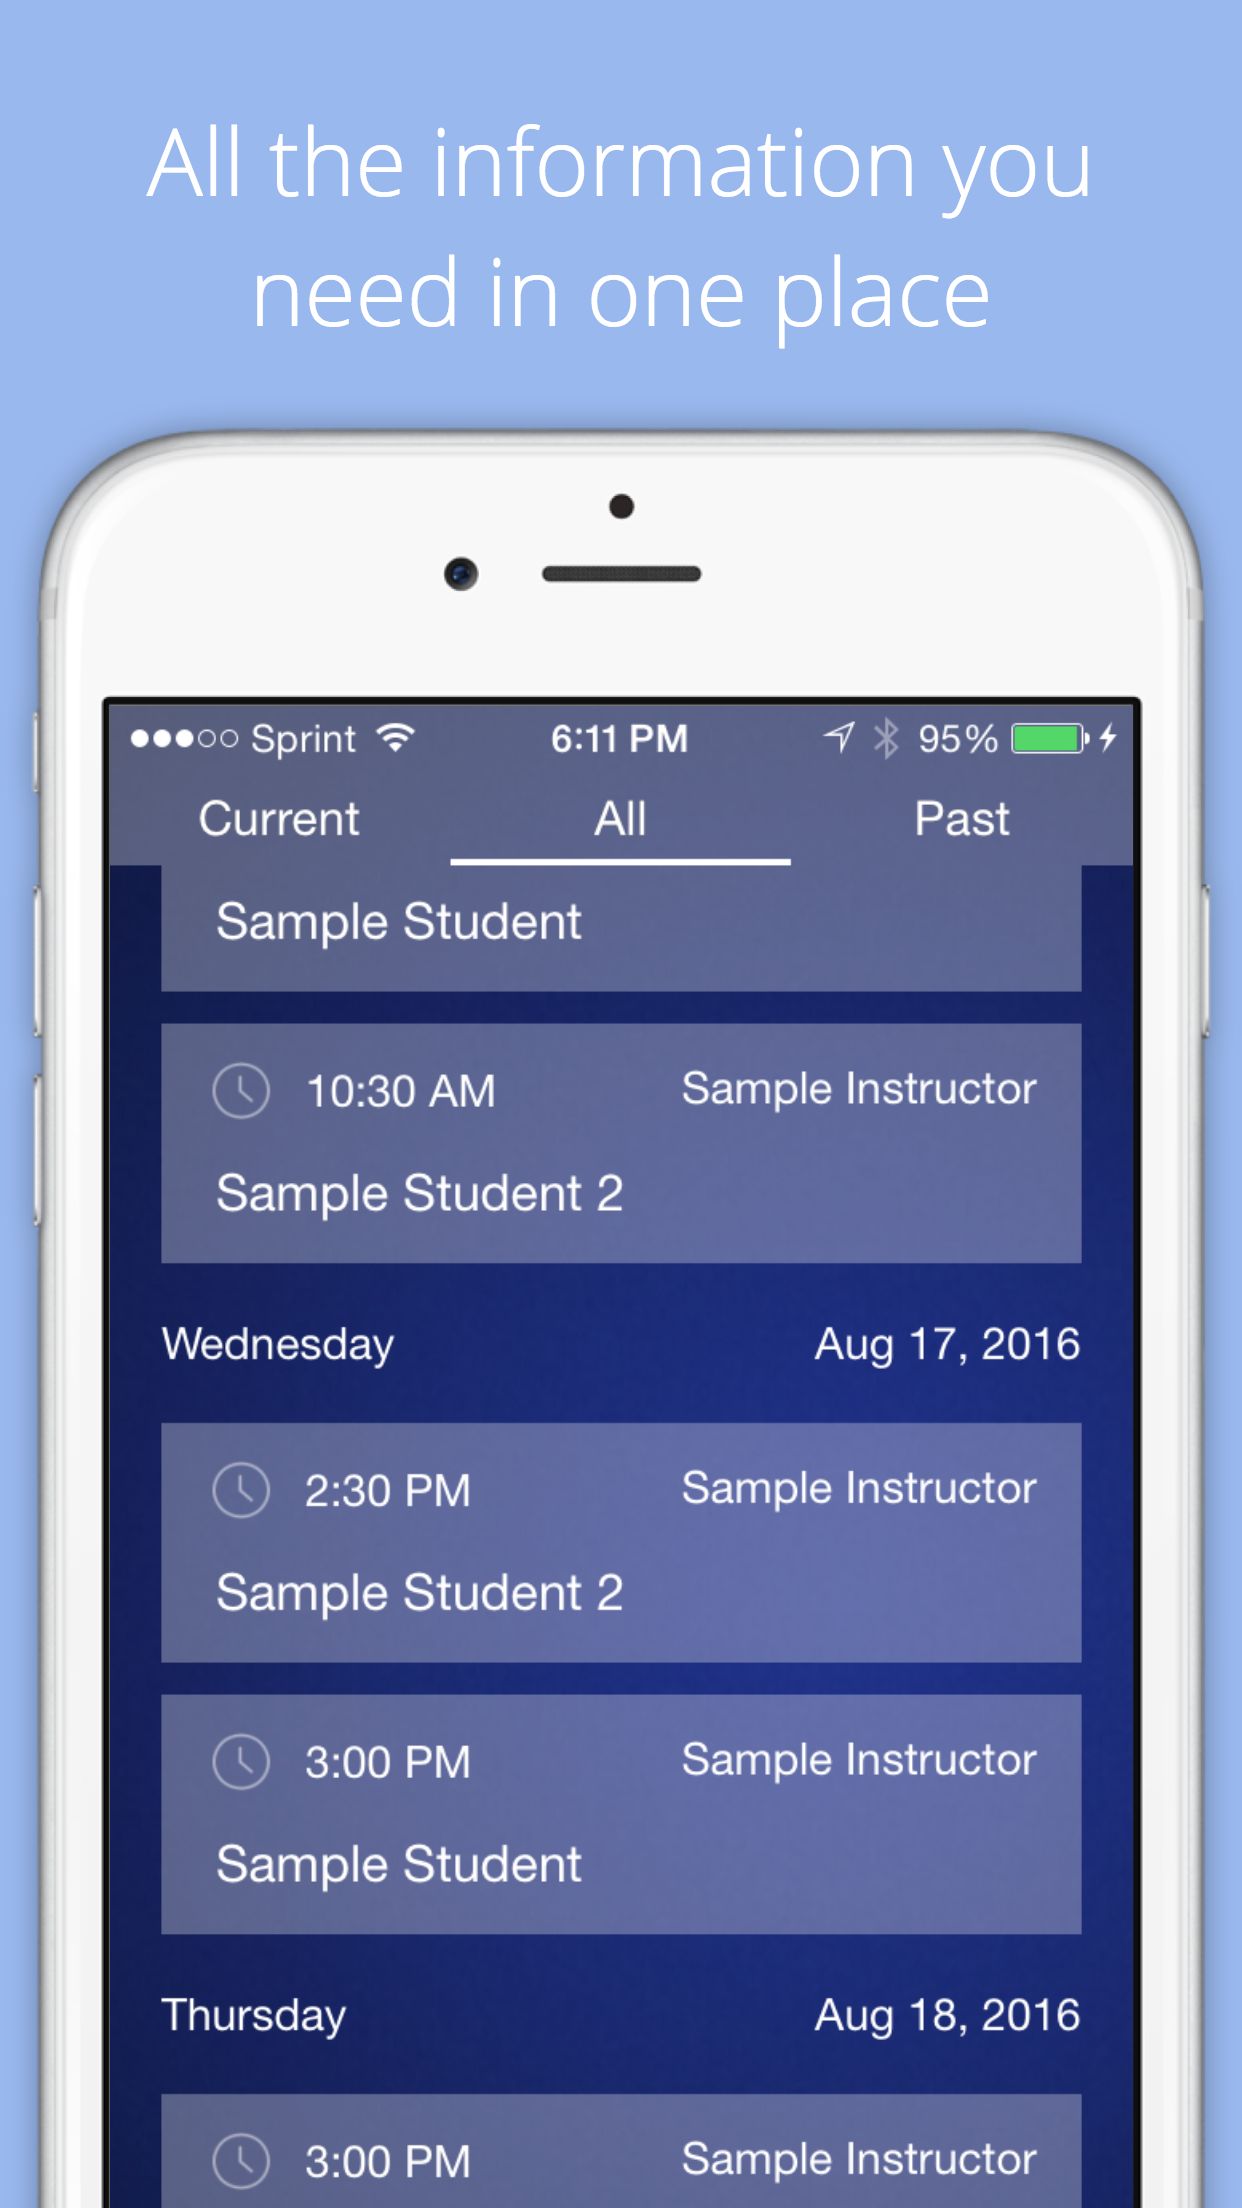 All the information you
need in one place
Sprint 6:11 PM 95%
Current All Past
Sample Student
10:30 AM Sample Instructor
Sample Student 2
Wednesday Aug 17, 2016
2:30 PM Sample Instructor
Sample Student 2
3:00 PM Sample Instructor
Sample Student
Thursday Aug 18, 2016
3:00 PM Sample Instructor